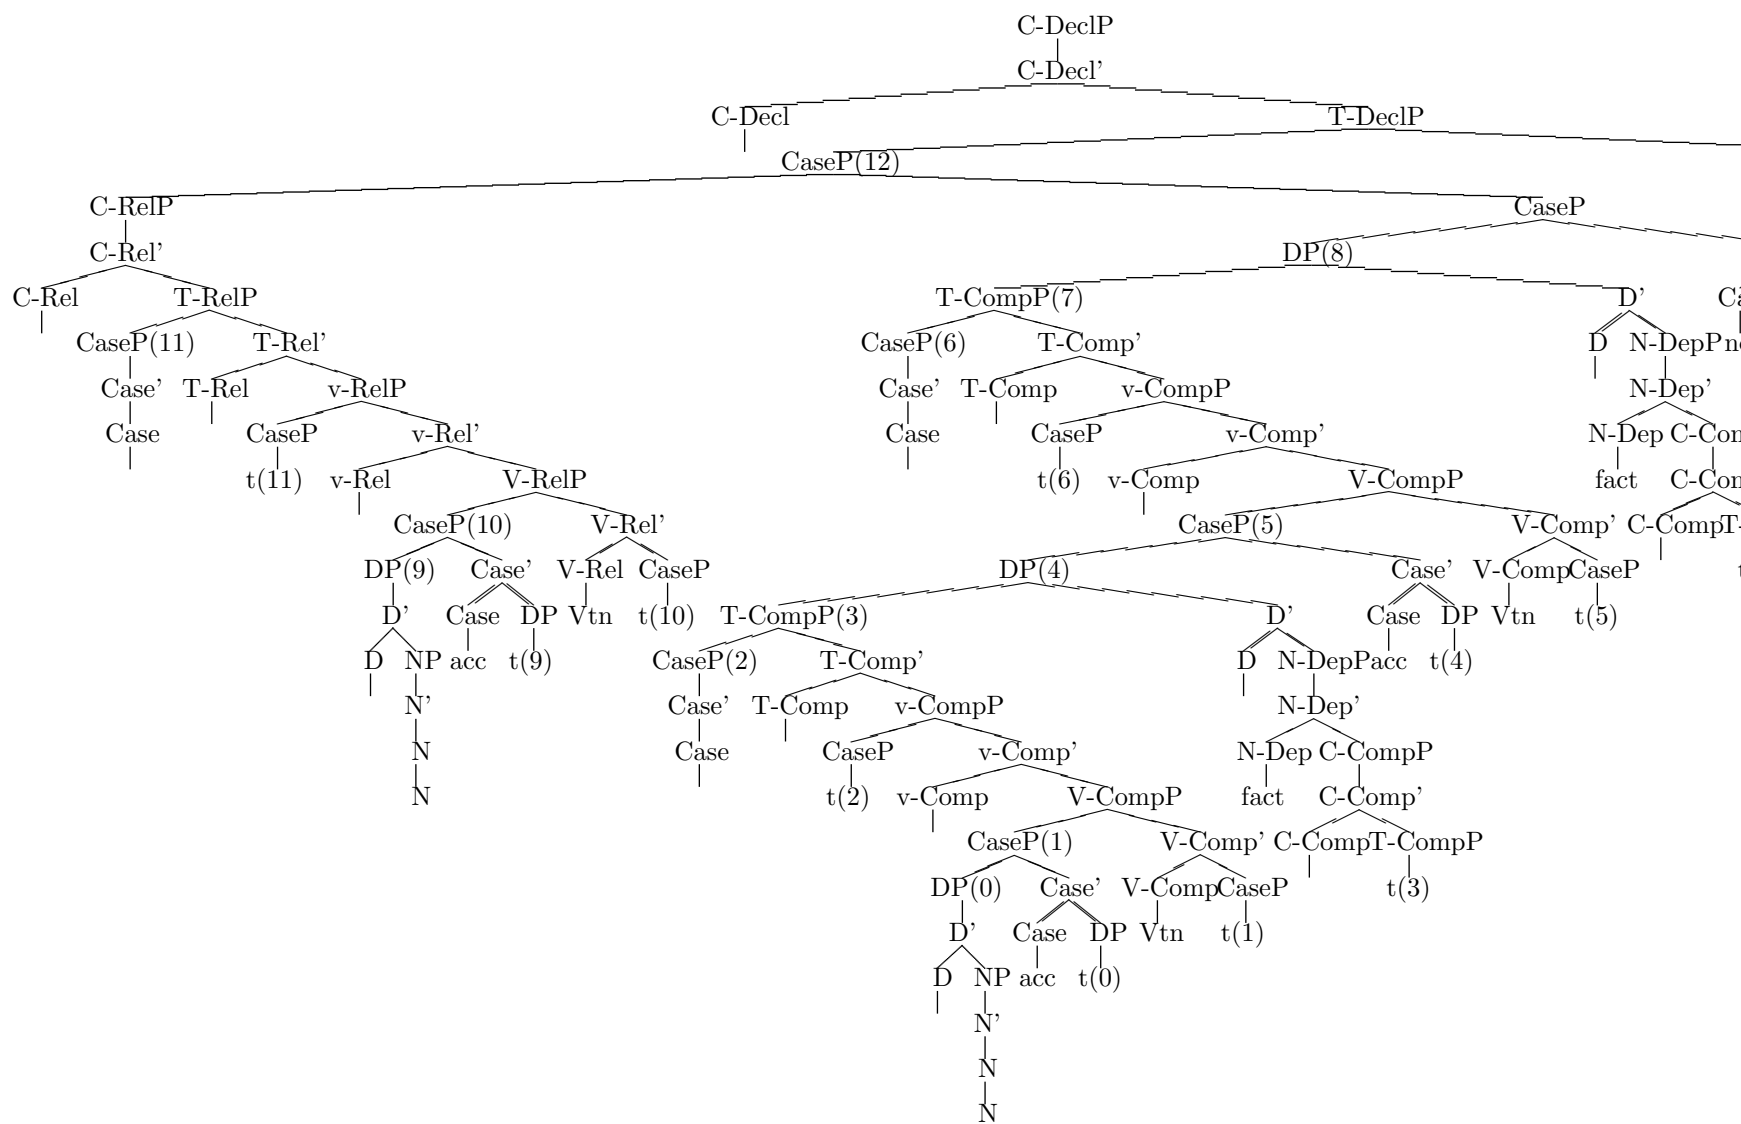 C-DeclP
C-Decl'
C-Decl T-DeclP
CaseP(12)
C-RelP CaseP
C-Rel' DP(8)
C-Rel T-RelP T-CompP(7) D'
CaseP(11) T-Rel' CaseP(6) T-Comp' D N-DepP
Case' T-Rel v-RelP Case' T-Comp v-CompP N-Dep'
Case CaseP v-Rel' Case CaseP v-Comp' N-Dep
t(11) v-Rel V-RelP t(6) v-Comp V-CompP fact
CaseP(10) V-Rel' CaseP(5) V-Comp' C-Comp
DP(9) Case' V-Rel CaseP DP(4) Case' V-Comp CaseP
D' Case DP Vtn t(10) T-CompP(3) D' Case DP Vtn t(5)
D NP acc t(9) CaseP(2) T-Comp' D N-DepP acc t(4)
N' Case' T-Comp v-CompP N-Dep'
N Case CaseP v-Comp' N-Dep C-CompP
N t(2) v-Comp V-CompP fact C-Comp'
CaseP(1) V-Comp' C-Comp T-CompP
DP(0) Case' V-Comp CaseP t(3)
D' Case DP Vtn t(1)
D NP acc t(0)
N'
N
N